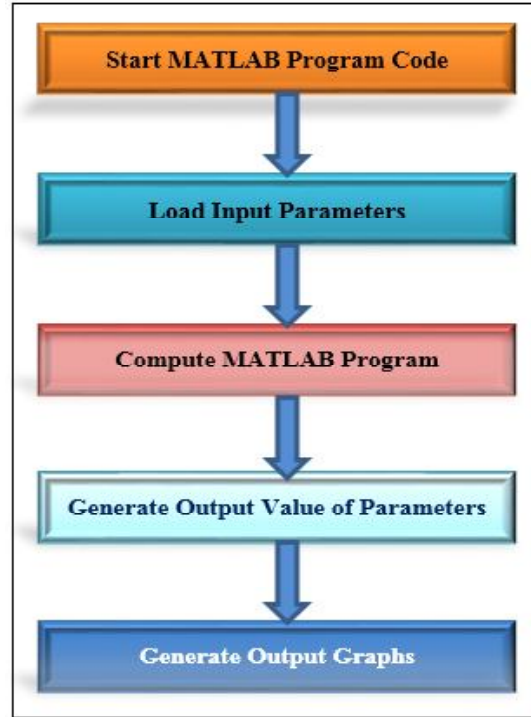 Start MATLAB Program Code
Load Input Parameters
Compute MATLAB Program
Generate Output Value of Parameters
Generate Output Graphs